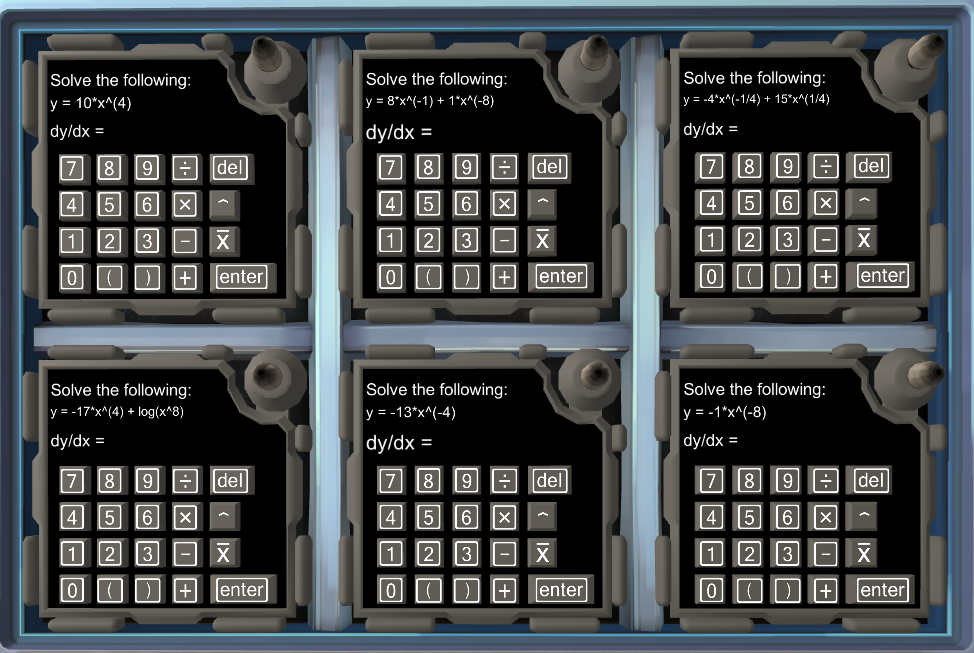 Solve the following:
y = 10*x^(4)
dy/dx =
7 8 9 ÷ del
4 5 6 × ^
1 2 3 - x̄
0 ( ) + enter
Solve the following:
y = 8*x^(-1) + 1*x^(-8)
dy/dx =
7 8 9 ÷ del
4 5 6 × ^
1 2 3 - x̄
0 ( ) + enter
Solve the following:
y = -4*x^(-1/4) + 15*x^(1/4)
dy/dx =
7 8 9 ÷ del
4 5 6 × ^
1 2 3 - x̄
0 ( ) + enter
Solve the following:
y = -17*x^(4) + log(x^8)
dy/dx =
7 8 9 ÷ del
4 5 6 × ^
1 2 3 - x̄
0 ( ) + enter
Solve the following:
y = -13*x^(-4)
dy/dx =
7 8 9 ÷ del
4 5 6 × ^
1 2 3 - x̄
0 ( ) + enter
Solve the following:
y = -1*x^(-8)
dy/dx =
7 8 9 ÷ del
4 5 6 × ^
1 2 3 - x̄
0 ( ) + enter